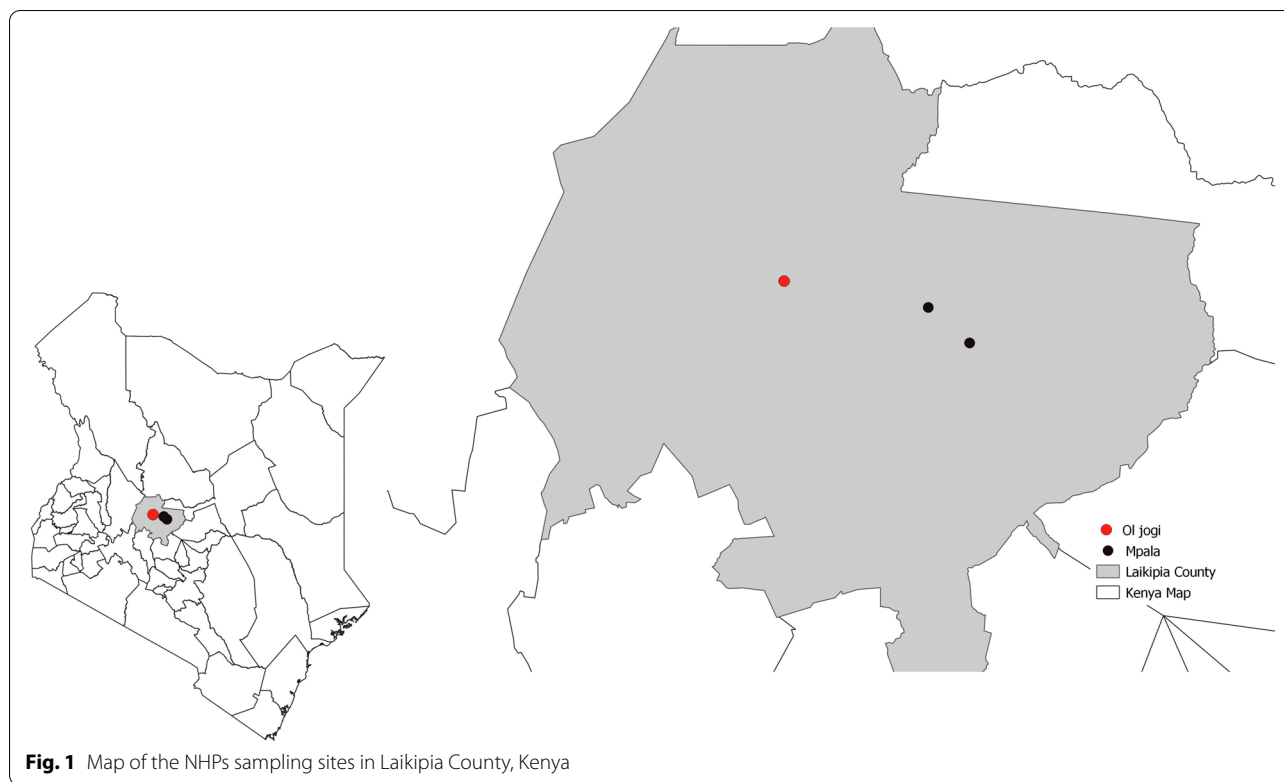 Ol jogi
Mpala
Laikipia County
Kenya Map
Fig. 1 Map of the NHPs sampling sites in Laikipia County, Kenya